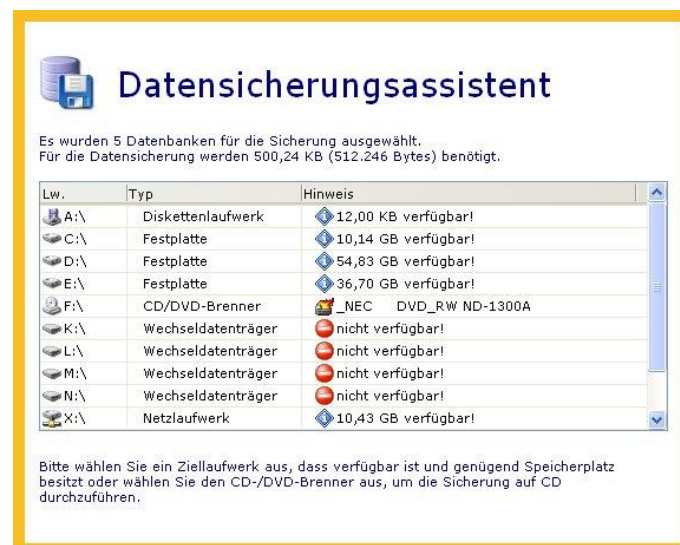 Datensicherungsassistent
Es wurden 5 Datenbanken für die Sicherung ausgewählt.
Für die Datensicherung werden 500,24 KB (512.246 Bytes) benötigt.
Lw. Typ Hinweis
A:\ Diskettenlaufwerk 12,00 KB verfügbar!
C:\ Festplatte 10,14 GB verfügbar!
D:\ Festplatte 54,83 GB verfügbar!
E:\ Festplatte 36,70 GB verfügbar!
F:\ CD/DVD-Brenner _NEC DVD_RW ND-1300A
K:\ Wechseldatenträger nicht verfügbar!
L:\ Wechseldatenträger nicht verfügbar!
M:\ Wechseldatenträger nicht verfügbar!
N:\ Wechseldatenträger nicht verfügbar!
X:\ Netzlaufwerk 10,43 GB verfügbar!
Bitte wählen Sie ein Ziellaufwerk aus, dass verfügbar ist und genügend Speicherplatz
besitzt oder wählen Sie den CD-/DVD-Brenner aus, um die Sicherung auf CD
durchzuführen.